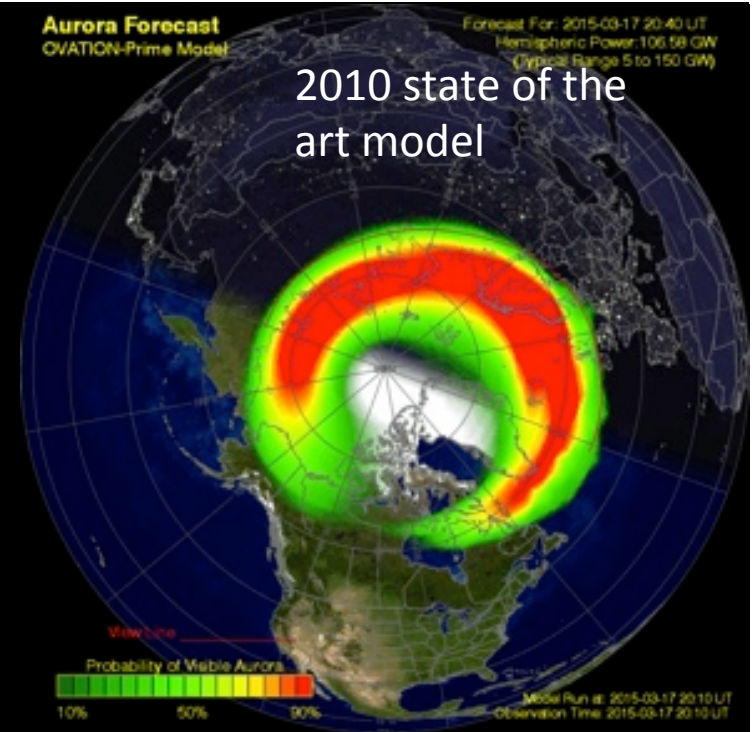 Aurora Forecast
OVATION-Prime Model
Forecast For: 2015-03-17 20:40 UT
Hemispheric Power:106.58 GW
(Typical Range 5 to 150 GW)
2010 state of the
art model
View Line
Probability of Visible Aurora
10% 50% 90%
Model Run at: 2015-03-17 20:10 UT
Observation Time: 2015-03-17 20:10 UT